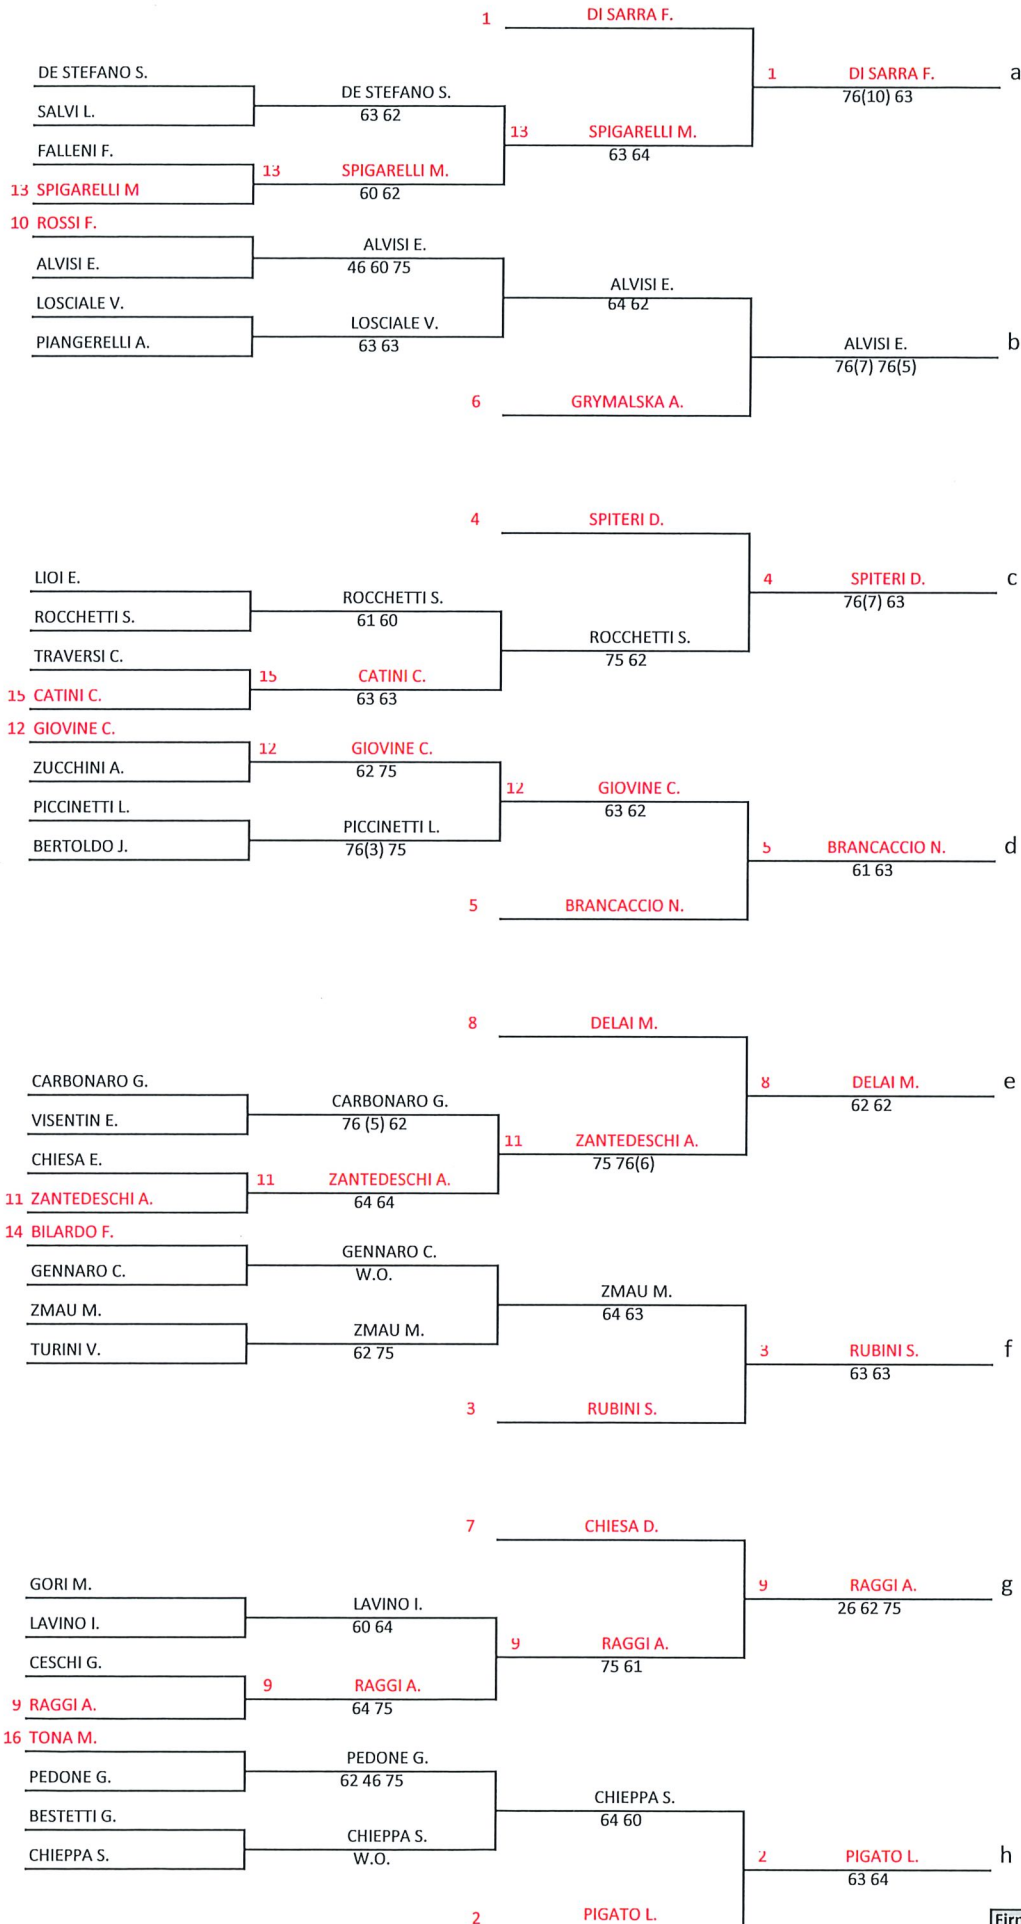 1 DI SARRA F.
DE STEFANO S.
1 DI SARRA F. a
76(10) 63
DE STEFANO S.
63 62
SALVI L.
13 SPIGARELLI M.
63 64
FALLENI F.
13 SPIGARELLI M.
60 62
13 SPIGARELLI M
10 ROSSI F.
ALVISI E.
46 60 75
ALVISI E.
ALVISI E.
64 62
LOSCIALE V.
LOSCIALE V.
63 63
PIANGERELLI A.
ALVISI E. b
76(7) 76(5)
6 GRYMALSKA A.
4 SPITERI D.
LIOI E.
4 SPITERI D. c
76(7) 63
ROCCHETTI S.
61 60
ROCCHETTI S.
ROCCHETTI S.
75 62
TRAVERSI C.
15 CATINI C.
63 63
15 CATINI C.
12 GIOVINE C.
12 GIOVINE C.
62 75
ZUCCHINI A.
12 GIOVINE C.
63 62
PICCINETTI L.
PICCINETTI L.
76(3) 75
BERTOLDO J.
5 BRANCACCIO N. d
61 63
5 BRANCACCIO N.
8 DELAI M.
CARBONARO G.
8 DELAI M. e
62 62
CARBONARO G.
76 (5) 62
VISENTIN E.
11 ZANTEDESCHI A.
75 76(6)
CHIESA E.
11 ZANTEDESCHI A.
64 64
11 ZANTEDESCHI A.
14 BILARDO F.
GENNARO C.
W.O.
GENNARO C.
ZMAU M.
64 63
ZMAU M.
ZMAU M.
62 75
TURINI V.
3 RUBINI S. f
63 63
3 RUBINI S.
7 CHIESA D.
GORI M.
9 RAGGI A. g
26 62 75
LAVINO I.
60 64
LAVINO I.
9 RAGGI A.
75 61
CESCHI G.
9 RAGGI A.
64 75
9 RAGGI A.
16 TONA M.
PEDONE G.
62 46 75
PEDONE G.
CHIEPPA S.
64 60
BESTETTI G.
CHIEPPA S.
W.O.
CHIEPPA S.
2 PIGATO L. h
63 64
2 PIGATO L.